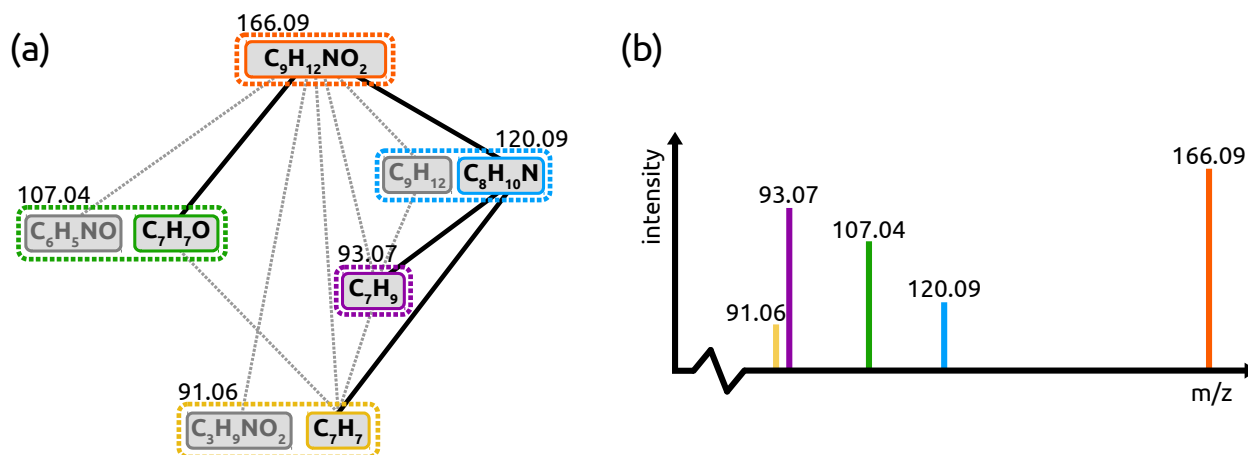 (a)
166.09
C₉H₁₂NO₂
120.09
C₉H₁₂ C₈H₁₀N
107.04
C₆H₅NO C₇H₇O
93.07
C₇H₉
91.06
C₃H₉NO₂ C₇H₇
(b)
intensity
166.09
93.07
107.04
120.09
91.06
m/z